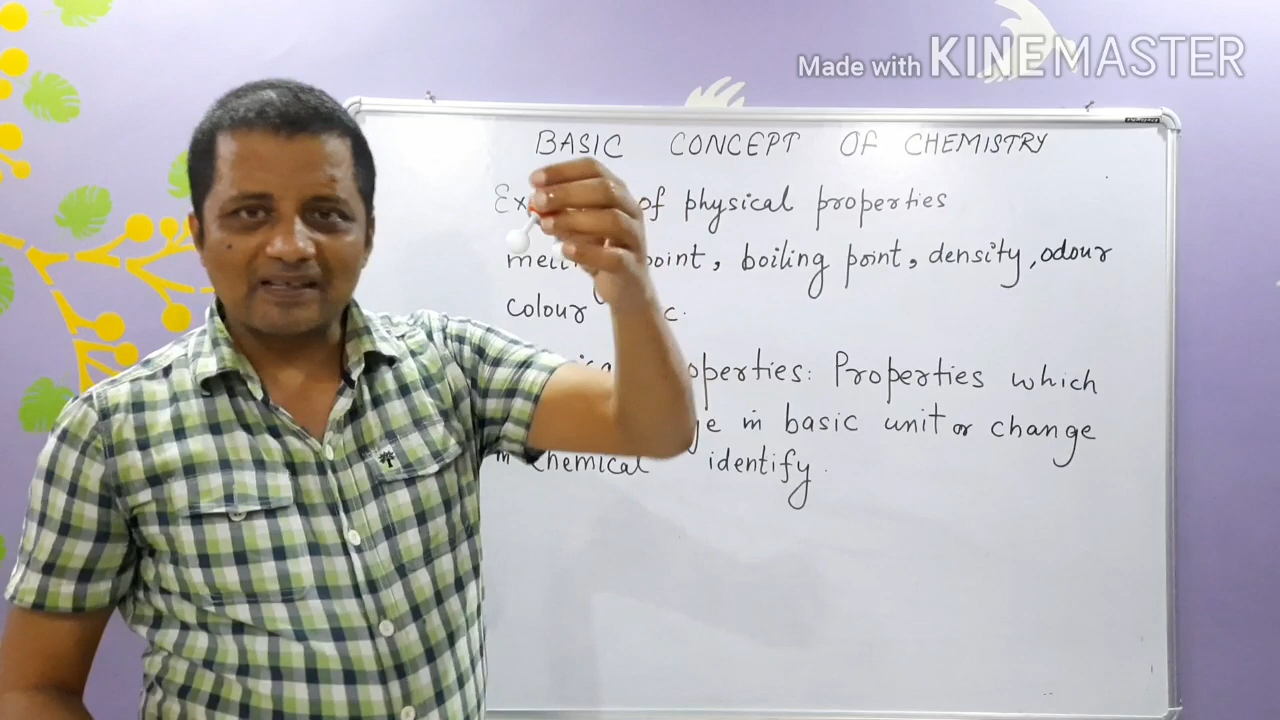 Made with KINEMASTER
BASIC CONCEPT OF CHEMISTRY
of physical properties
point, boiling point, density, odour
colour
Properties which
in basic unit or change
in chemical identify.